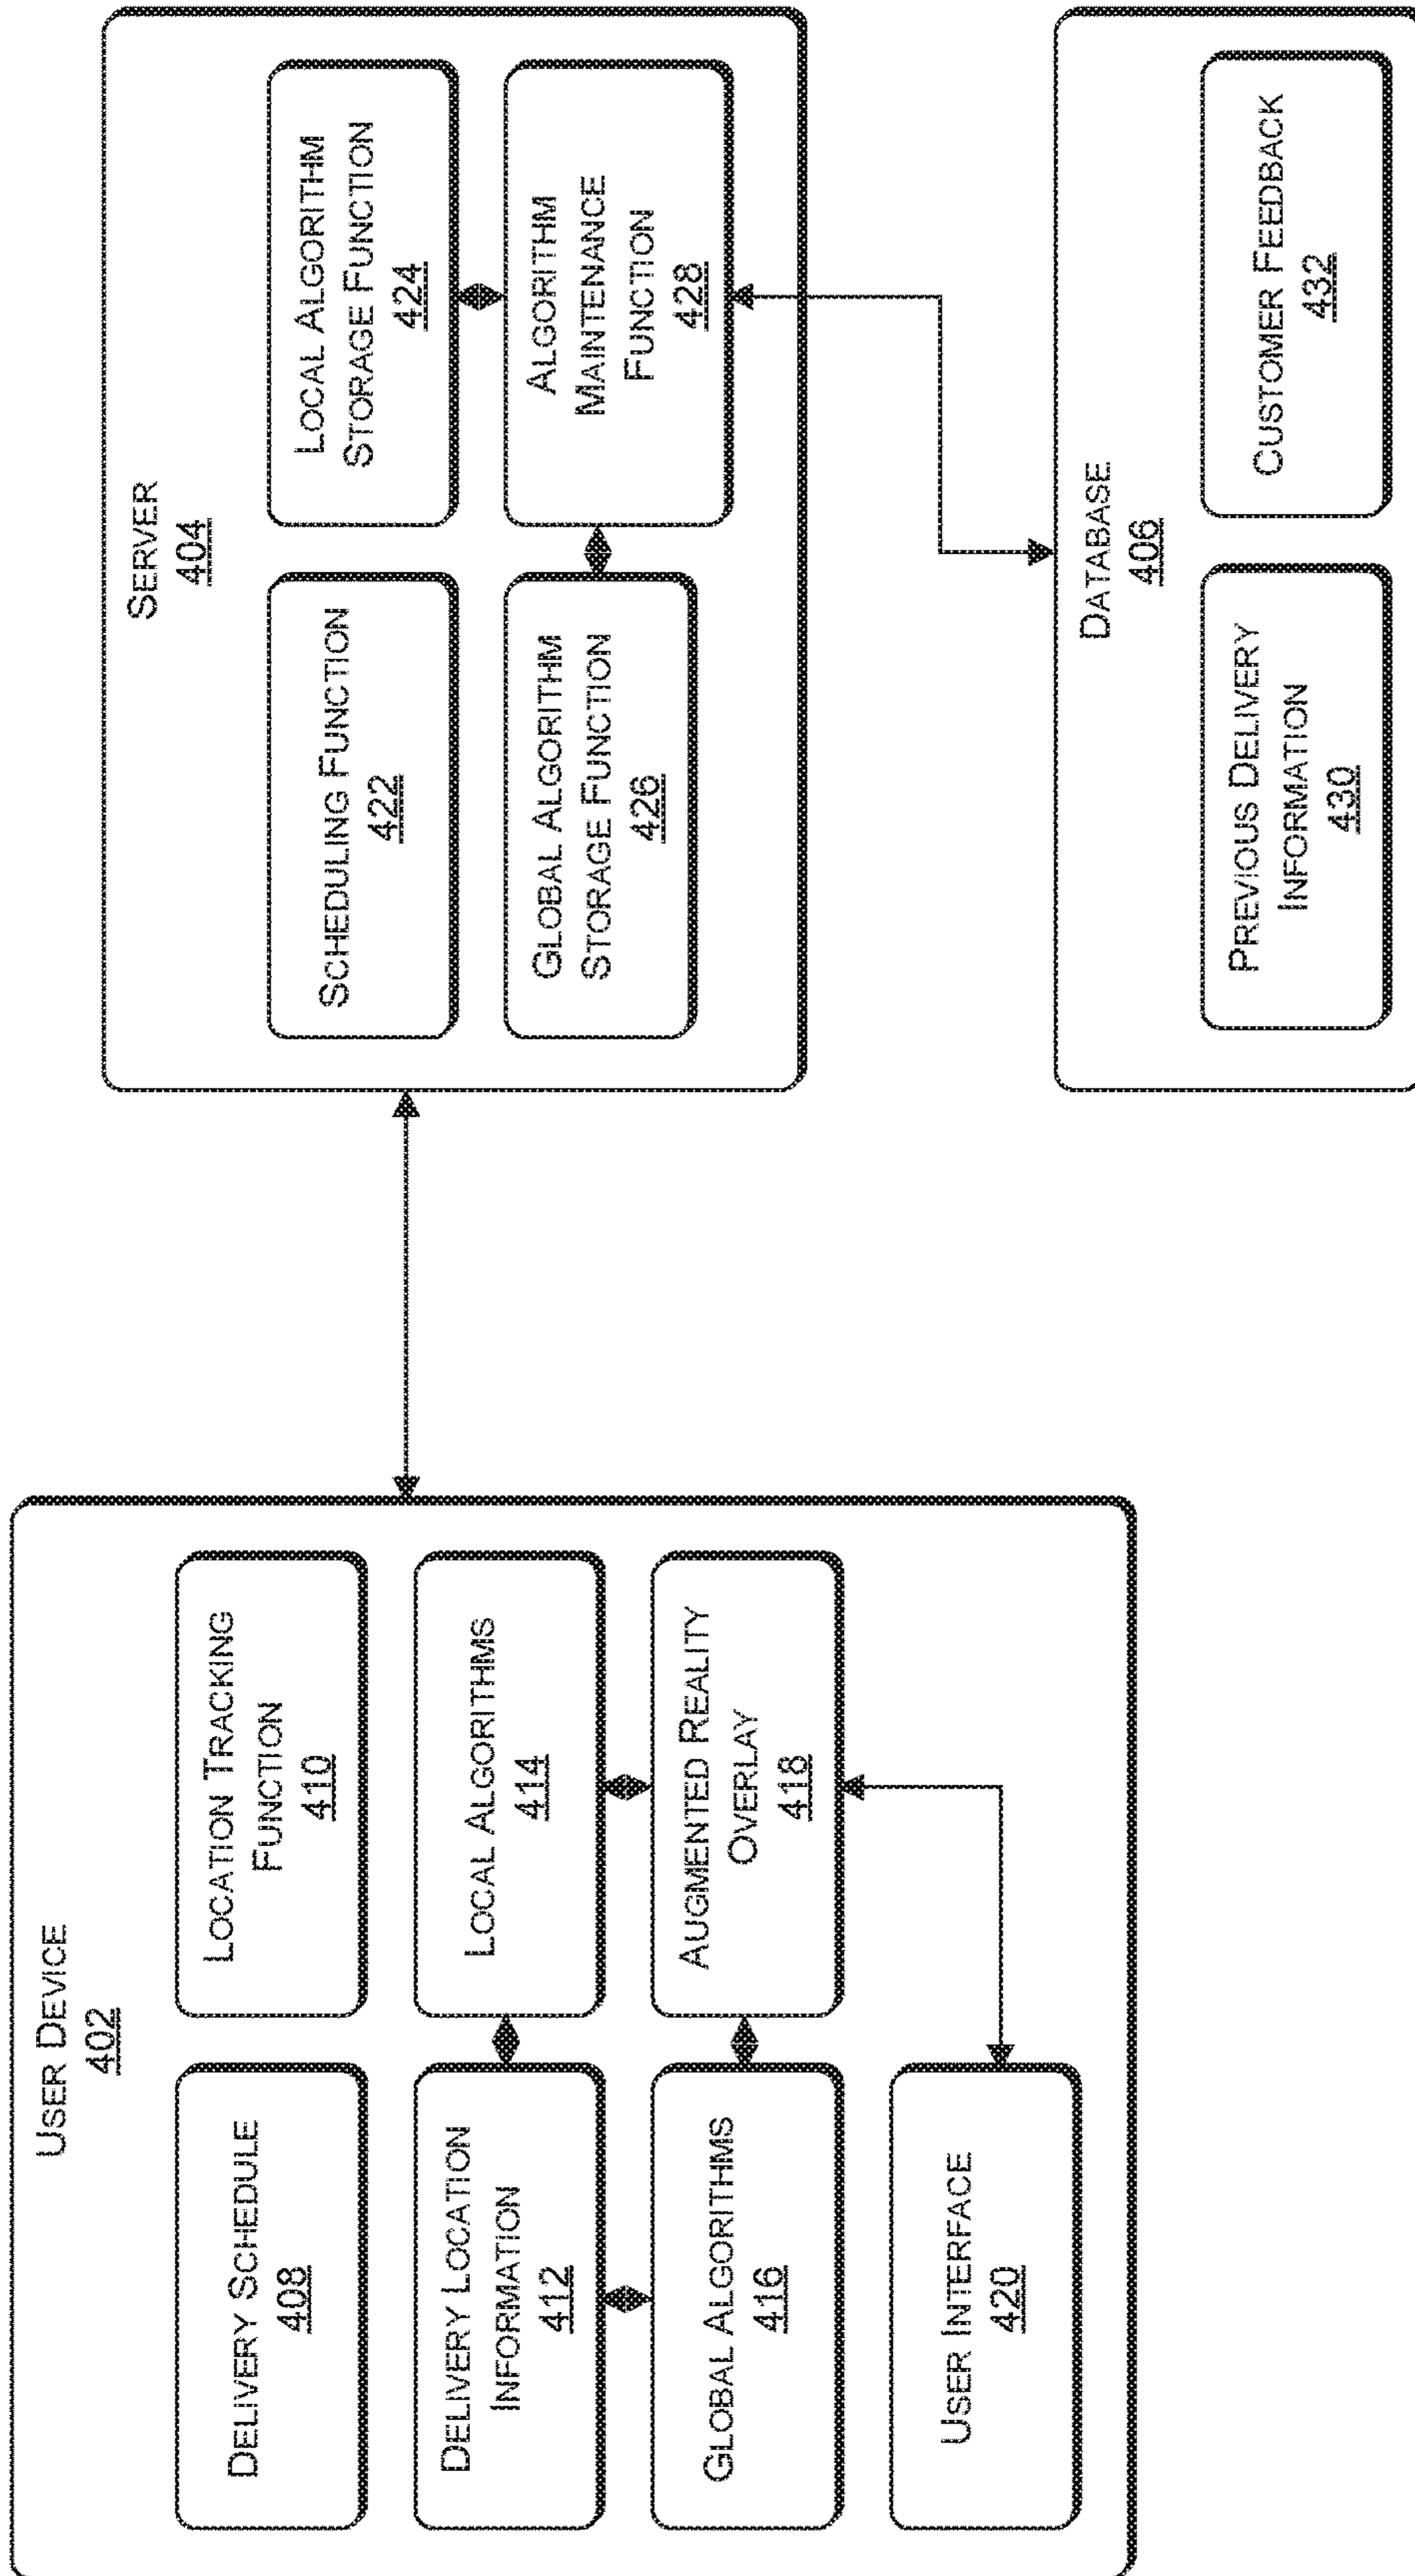 USER DEVICE
402
DELIVERY SCHEDULE
408
LOCATION TRACKING
FUNCTION
410
DELIVERY LOCATION
INFORMATION
412
LOCAL ALGORITHMS
414
GLOBAL ALGORITHMS
416
AUGMENTED REALITY
OVERLAY
418
USER INTERFACE
420
SERVER
404
SCHEDULING FUNCTION
422
LOCAL ALGORITHM
STORAGE FUNCTION
424
GLOBAL ALGORITHM
STORAGE FUNCTION
426
ALGORITHM
MAINTENANCE
FUNCTION
428
DATABASE
406
PREVIOUS DELIVERY
INFORMATION
430
CUSTOMER FEEDBACK
432